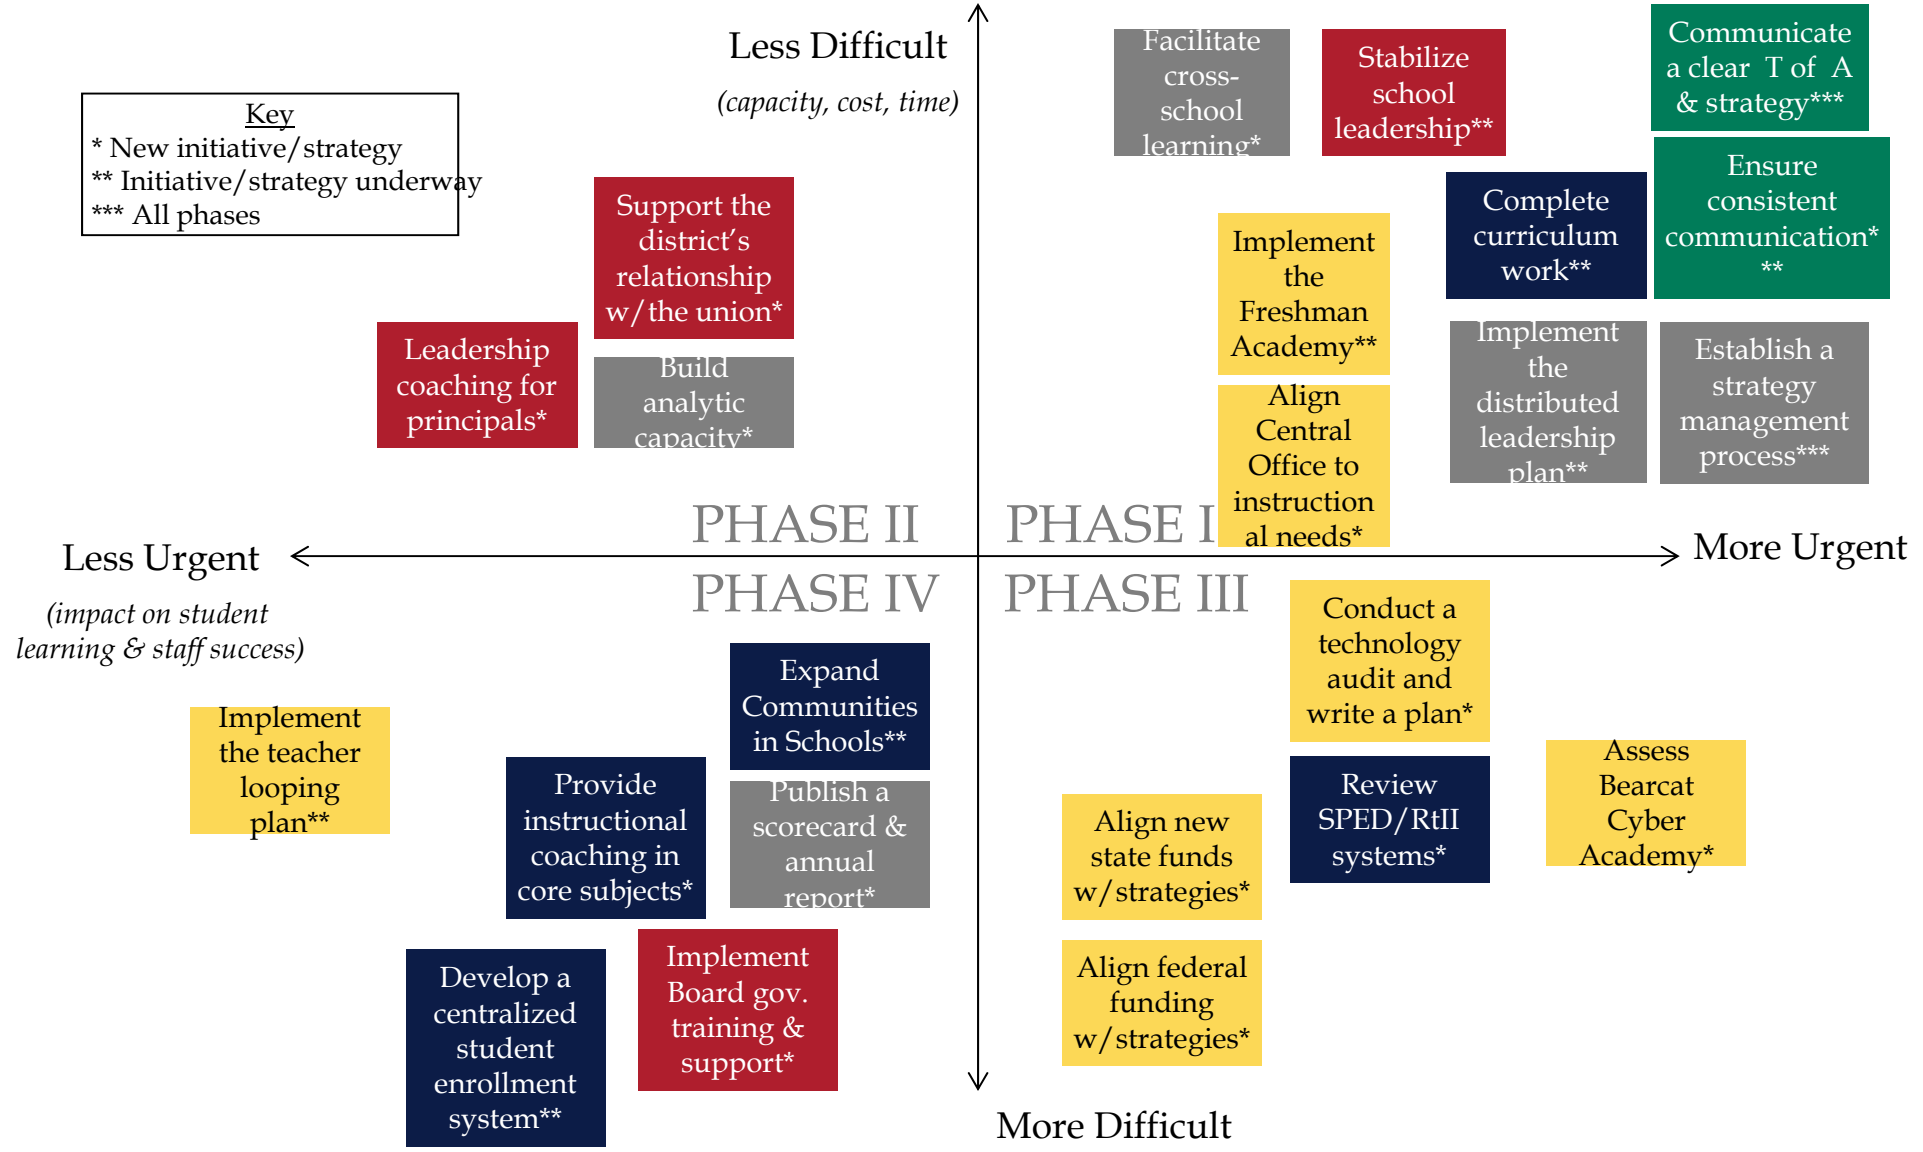 Less Difficult
(capacity, cost, time)
Key
* New initiative/strategy
** Initiative/strategy underway
*** All phases
Facilitate
cross-
school
learning*
Stabilize
school
leadership**
Communicate
a clear T of A
& strategy***
Support the
district's
relationship
w/the union*
Complete
curriculum
work**
Ensure
consistent
communication*
**
Implement
the
Freshman
Academy**
Leadership
coaching for
principals*
Build
analytic
capacity*
Implement
the
distributed
leadership
plan**
Establish a
strategy
management
process***
Align
Central
Office to
instruction
al needs*
PHASE II
PHASE I
Less Urgent
(impact on student
learning & staff success)
More Urgent
PHASE IV
PHASE III
Conduct a
technology
audit and
write a plan*
Expand
Communities
in Schools**
Implement
the teacher
looping
plan**
Provide
instructional
coaching in
core subjects*
Publish a
scorecard &
annual
report*
Align new
state funds
w/strategies*
Review
SPED/RtII
systems*
Assess
Bearcat
Cyber
Academy*
Develop a
centralized
student
enrollment
system**
Implement
Board gov.
training &
support*
Align federal
funding
w/strategies*
More Difficult